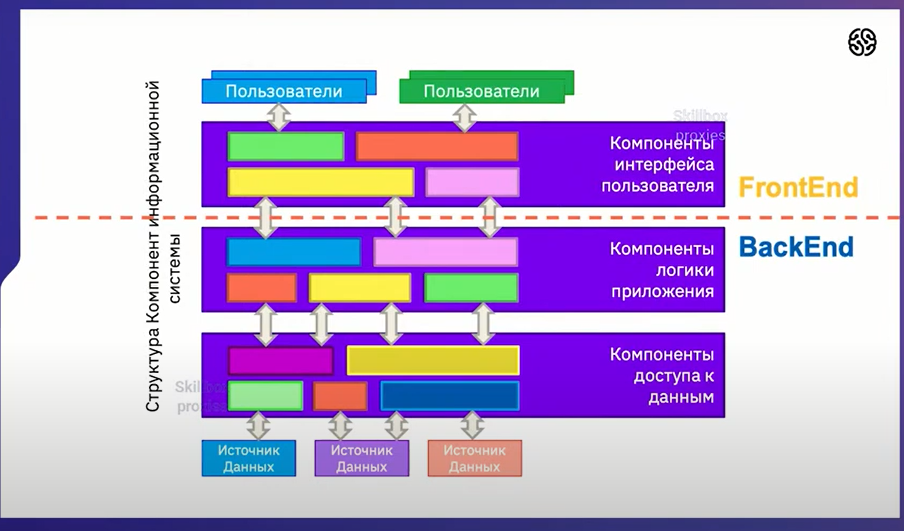 Пользователи
Пользователи
Skillbox
proxies
Компоненты
интерфейса
пользователя
FrontEnd
BackEnd
Компоненты
логики
приложения
Компоненты
доступа к
данным
Skillbox
proxies
Источник
Данных
Источник
Данных
Источник
Данных
Структура Компонент информационной
системы